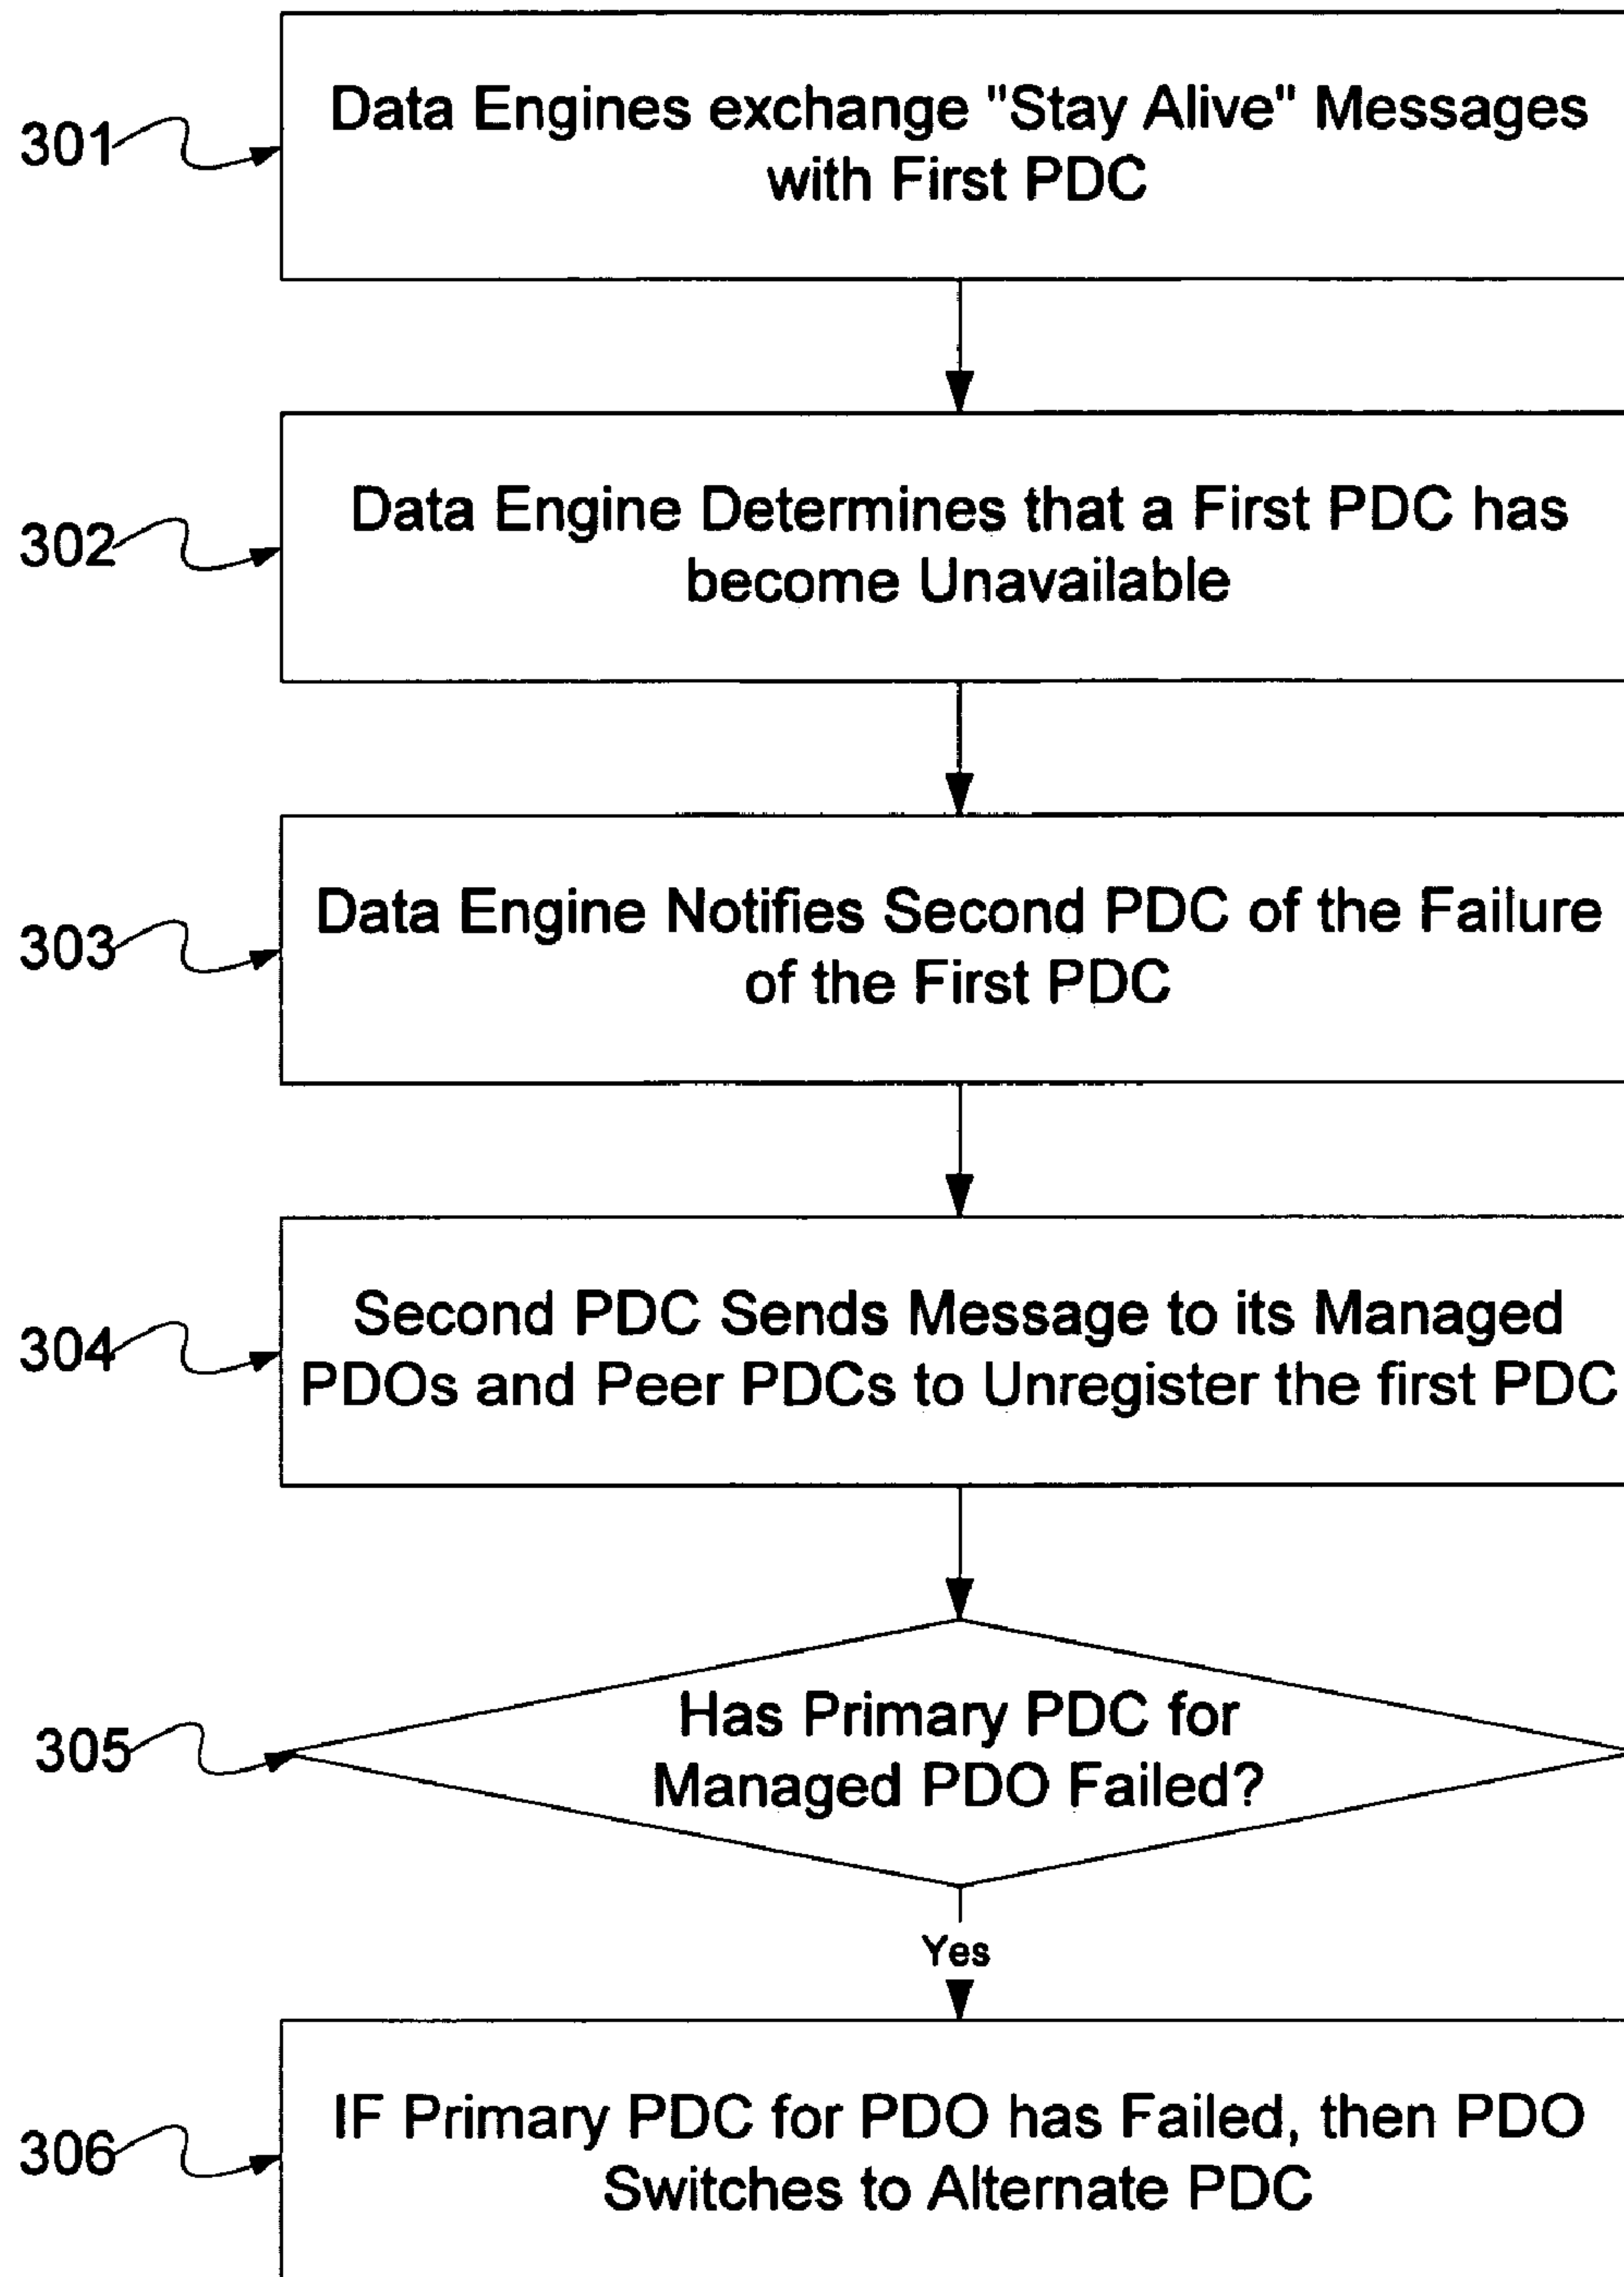 301
Data Engines exchange "Stay Alive" Messages
with First PDC
302
Data Engine Determines that a First PDC has
become Unavailable
303
Data Engine Notifies Second PDC of the Failure
of the First PDC
304
Second PDC Sends Message to its Managed
PDOs and Peer PDCs to Unregister the first PDC
305
Has Primary PDC for
Managed PDO Failed?
Yes
306
IF Primary PDC for PDO has Failed, then PDO
Switches to Alternate PDC